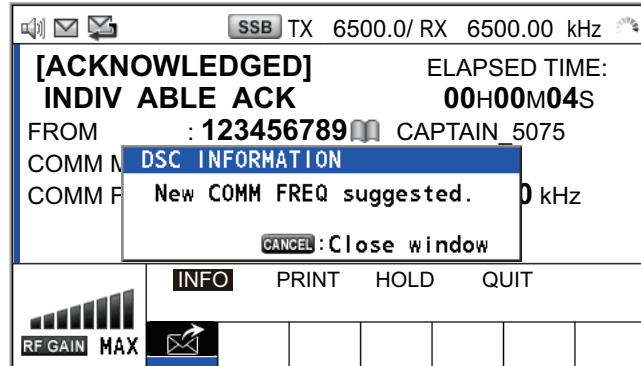 SSB TX 6500.0/ RX 6500.00 kHz
[ACKNOWLEDGED] ELAPSED TIME:
INDIV ABLE ACK 00H00M04S
FROM : 123456789 CAPTAIN_5075
COMM M
COMM F 0 kHz
DSC INFORMATION
New COMM FREQ suggested.
CANCEL:Close window
INFO PRINT HOLD QUIT
RF GAIN MAX